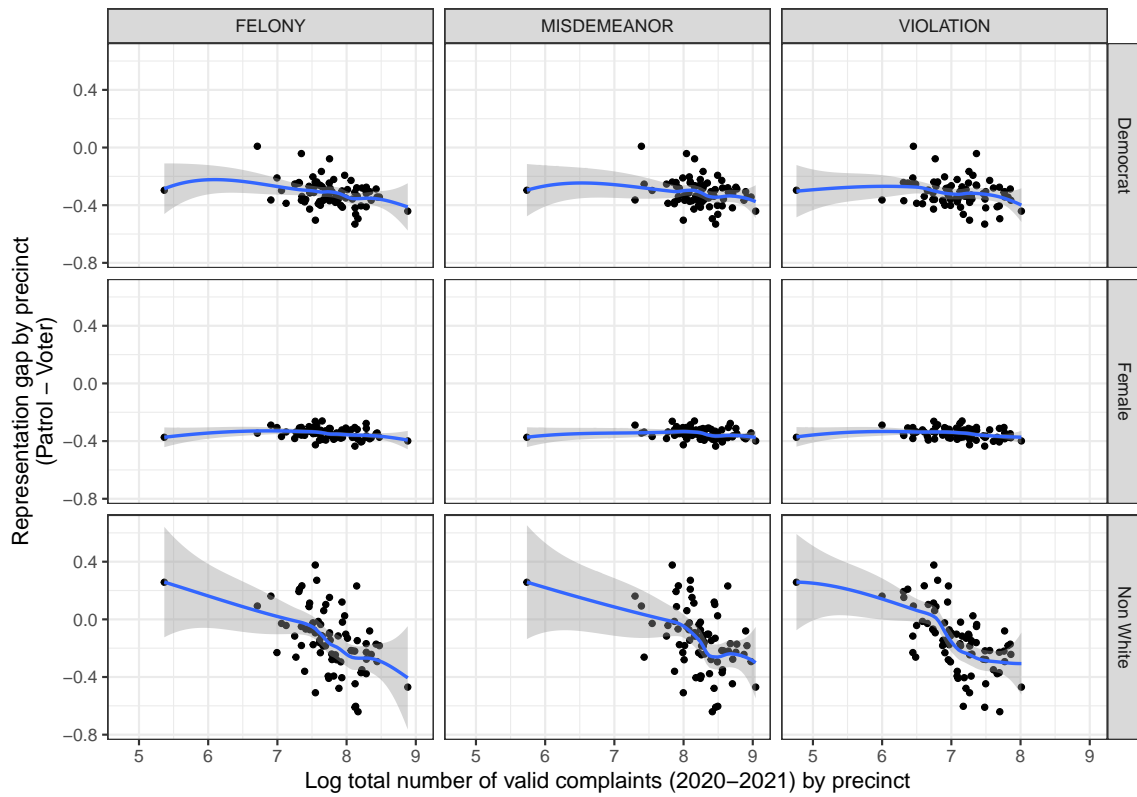 FELONY MISDEMEANOR VIOLATION
0.4
0.0
−0.4
−0.8
Democrat
0.4
0.0
−0.4
−0.8
Female
0.4
0.0
−0.4
−0.8
Non White
5 6 7 8 9 5 6 7 8 9 5 6 7 8 9
Log total number of valid complaints (2020−2021) by precinct
Representation gap by precinct
(Patrol − Voter)